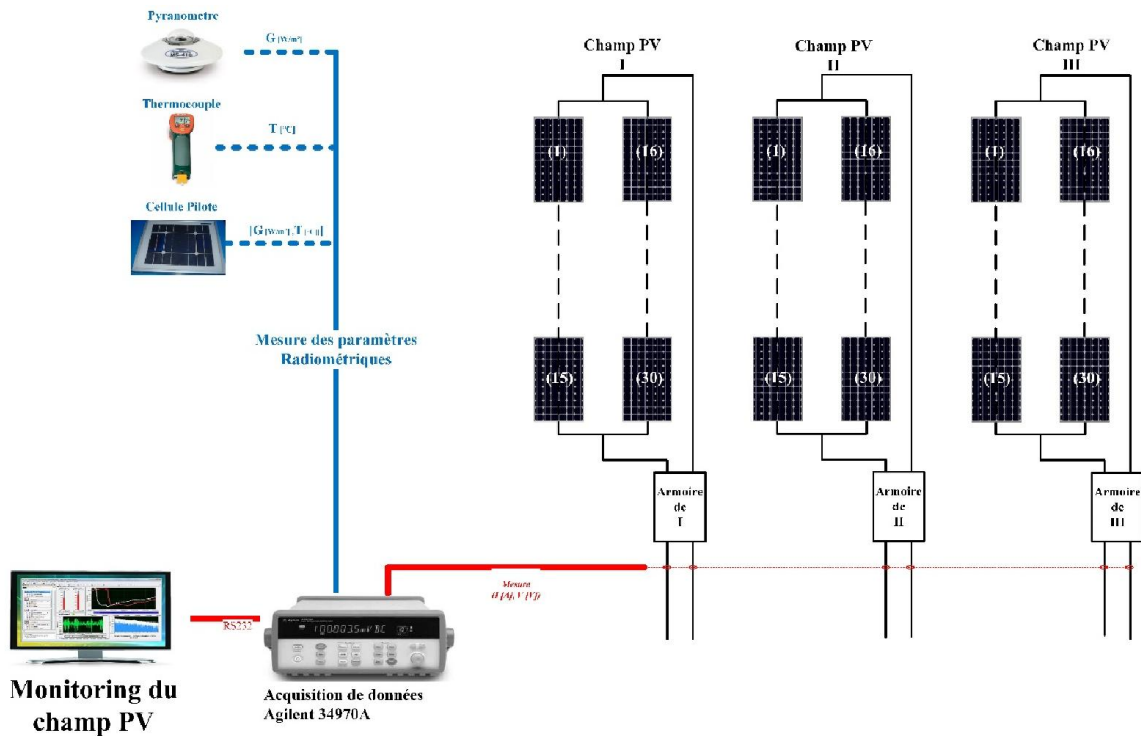 Pyranometre
G [W/m²]
Thermocouple
T [°C]
Cellule Pilote
Mesure des paramètres
Radiométriques
Champ PV
I
(1)
(16)
(15)
(30)
Armoire
de
I
Champ PV
II
(1)
(16)
(15)
(30)
Armoire
de
II
Champ PV
III
(1)
(16)
(15)
(30)
Armoire
de
III
Mesura
(I [A], V [V])
RS232
Monitoring du
champ PV
Acquisition de données
Agilent 34970A